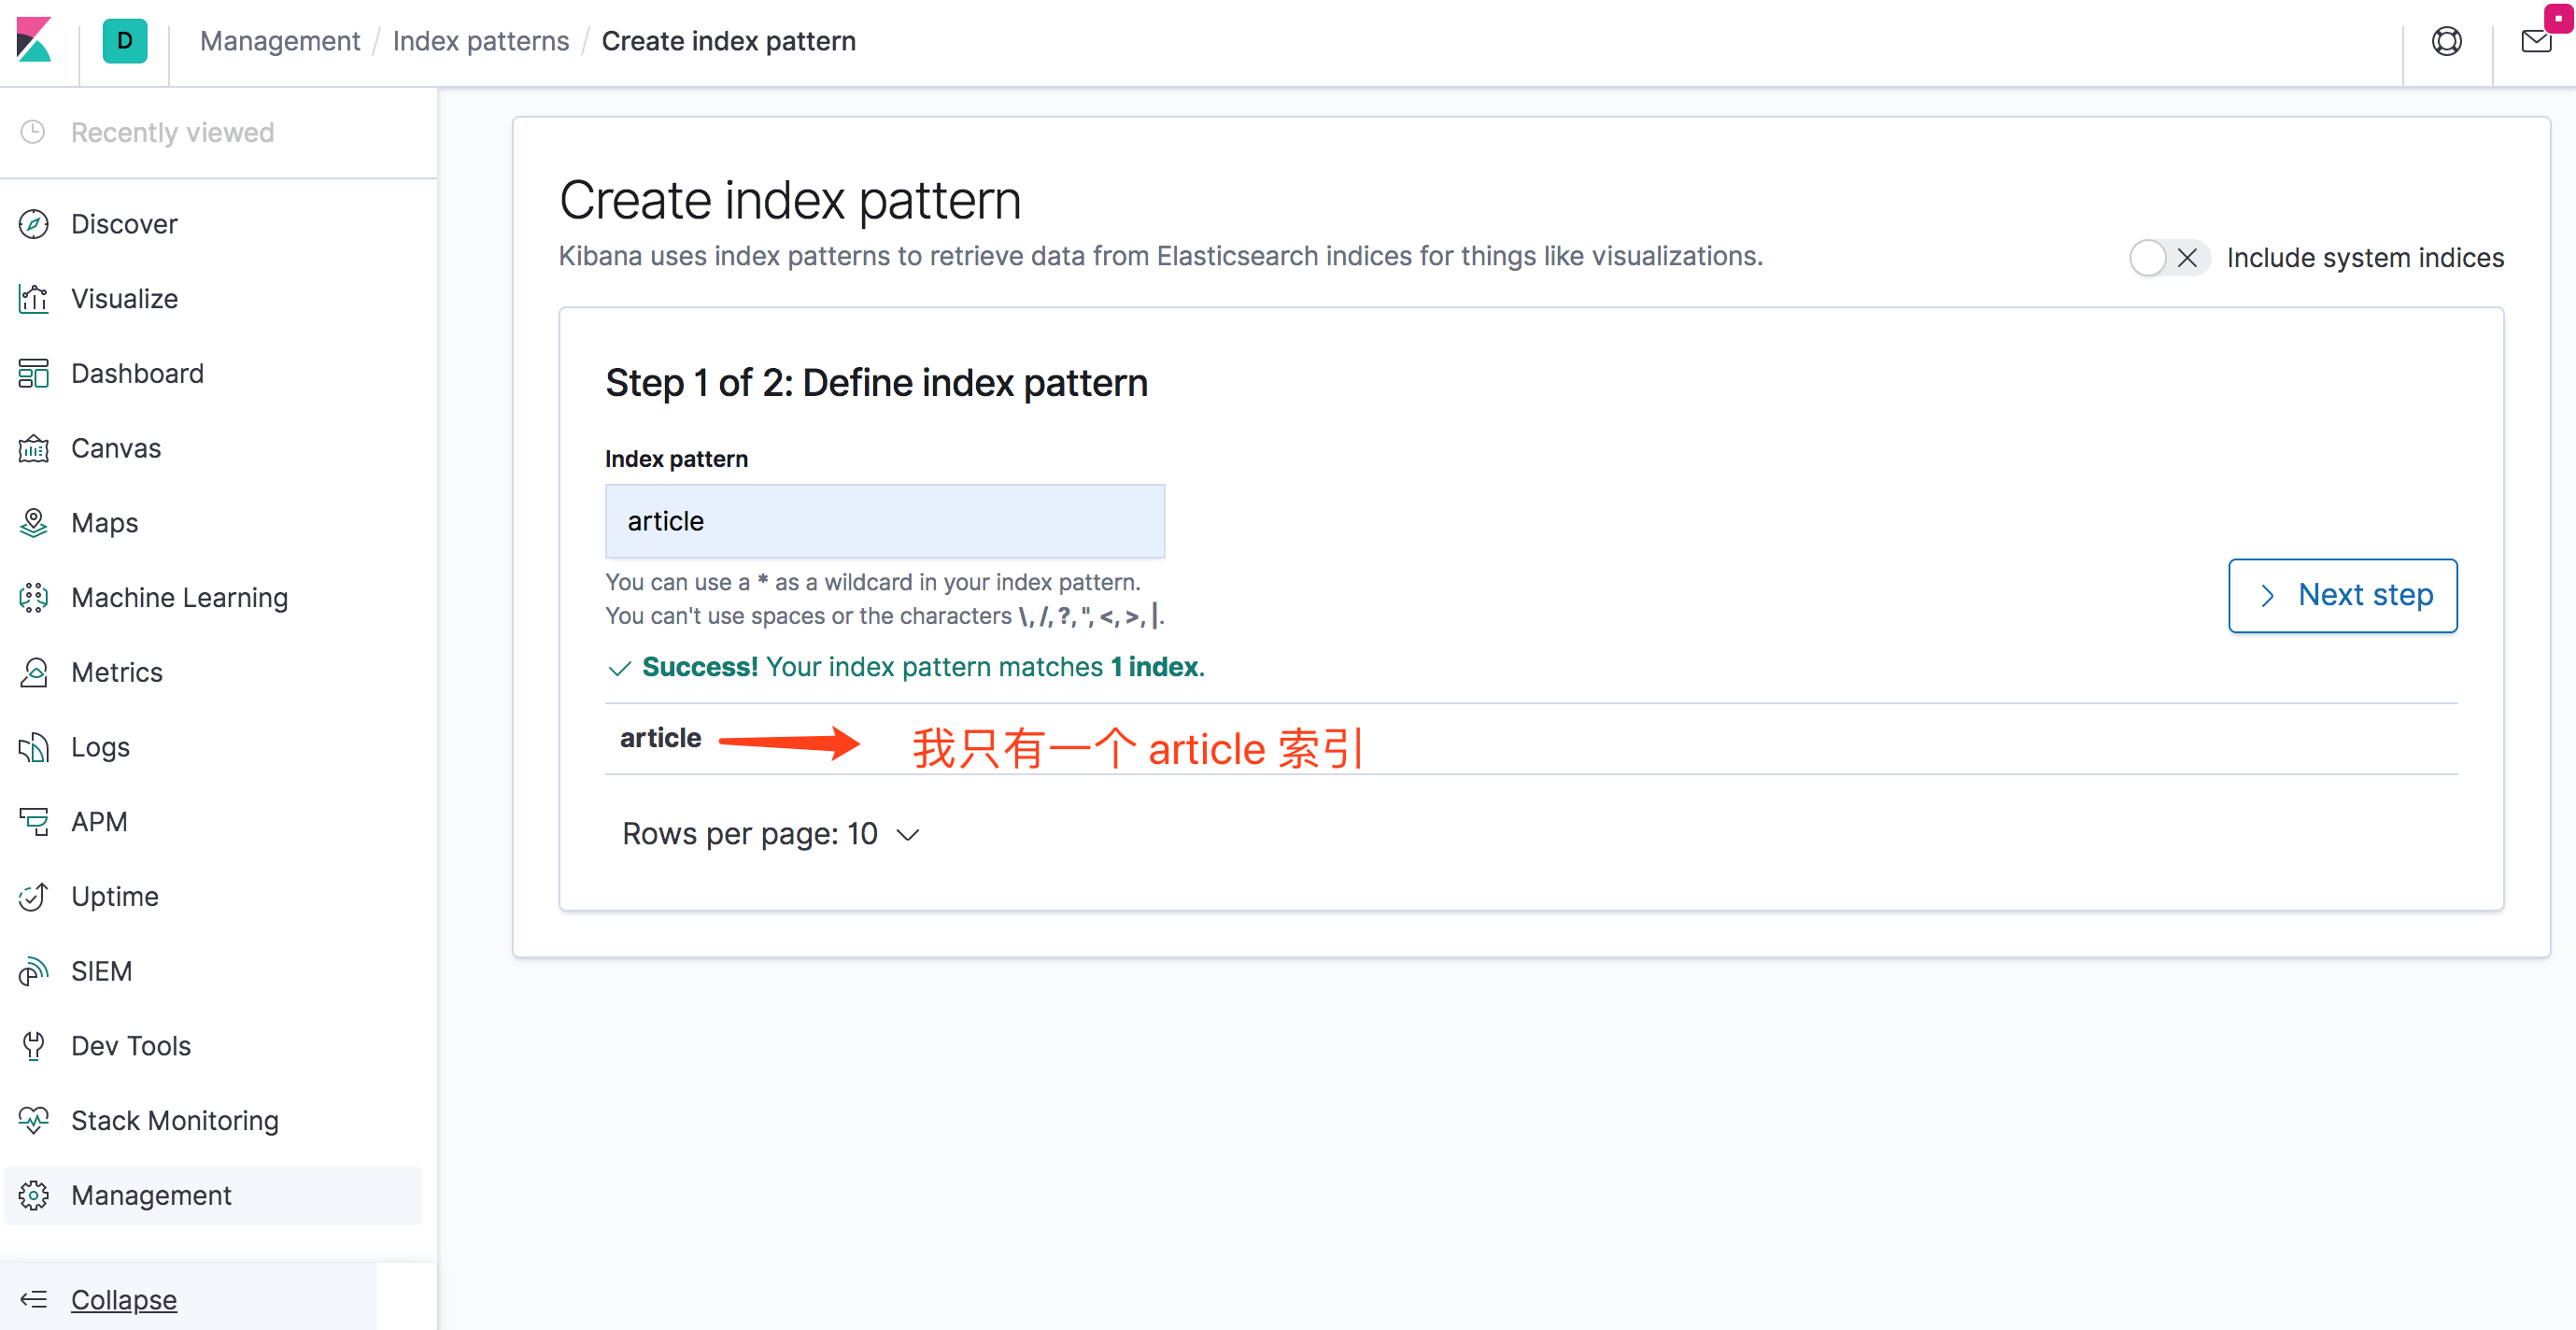 D
Management / Index patterns / Create index pattern
Recently viewed
Discover
Visualize
Dashboard
Canvas
Maps
Machine Learning
Metrics
Logs
APM
Uptime
SIEM
Dev Tools
Stack Monitoring
Management
Collapse
Create index pattern
Kibana uses index patterns to retrieve data from Elasticsearch indices for things like visualizations.
Include system indices
Step 1 of 2: Define index pattern
Index pattern
article
You can use a * as a wildcard in your index pattern.
You can't use spaces or the characters \, /, ?, ", <, >, |.
Next step
Success! Your index pattern matches 1 index.
article 我只有一个 article 索引
Rows per page: 10